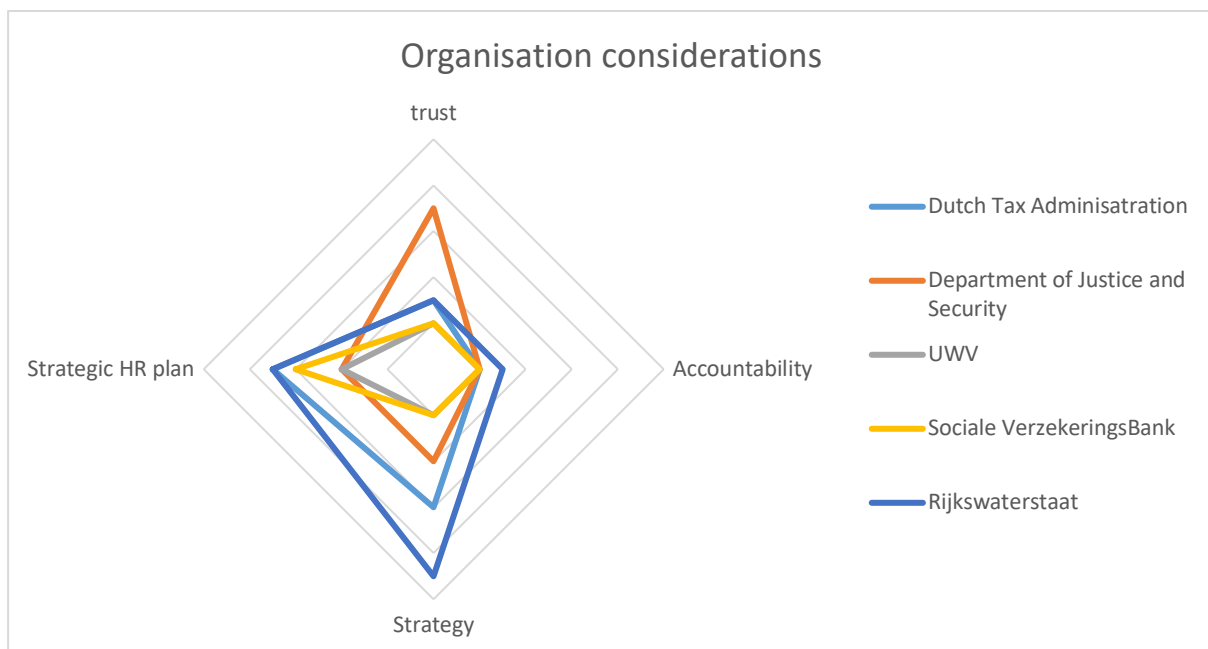 Organisation considerations
trust
Strategic HR plan
Accountability
Strategy
Dutch Tax Adminisatration
Department of Justice and
Security
UWV
Sociale VerzekeringsBank
Rijkswaterstaat